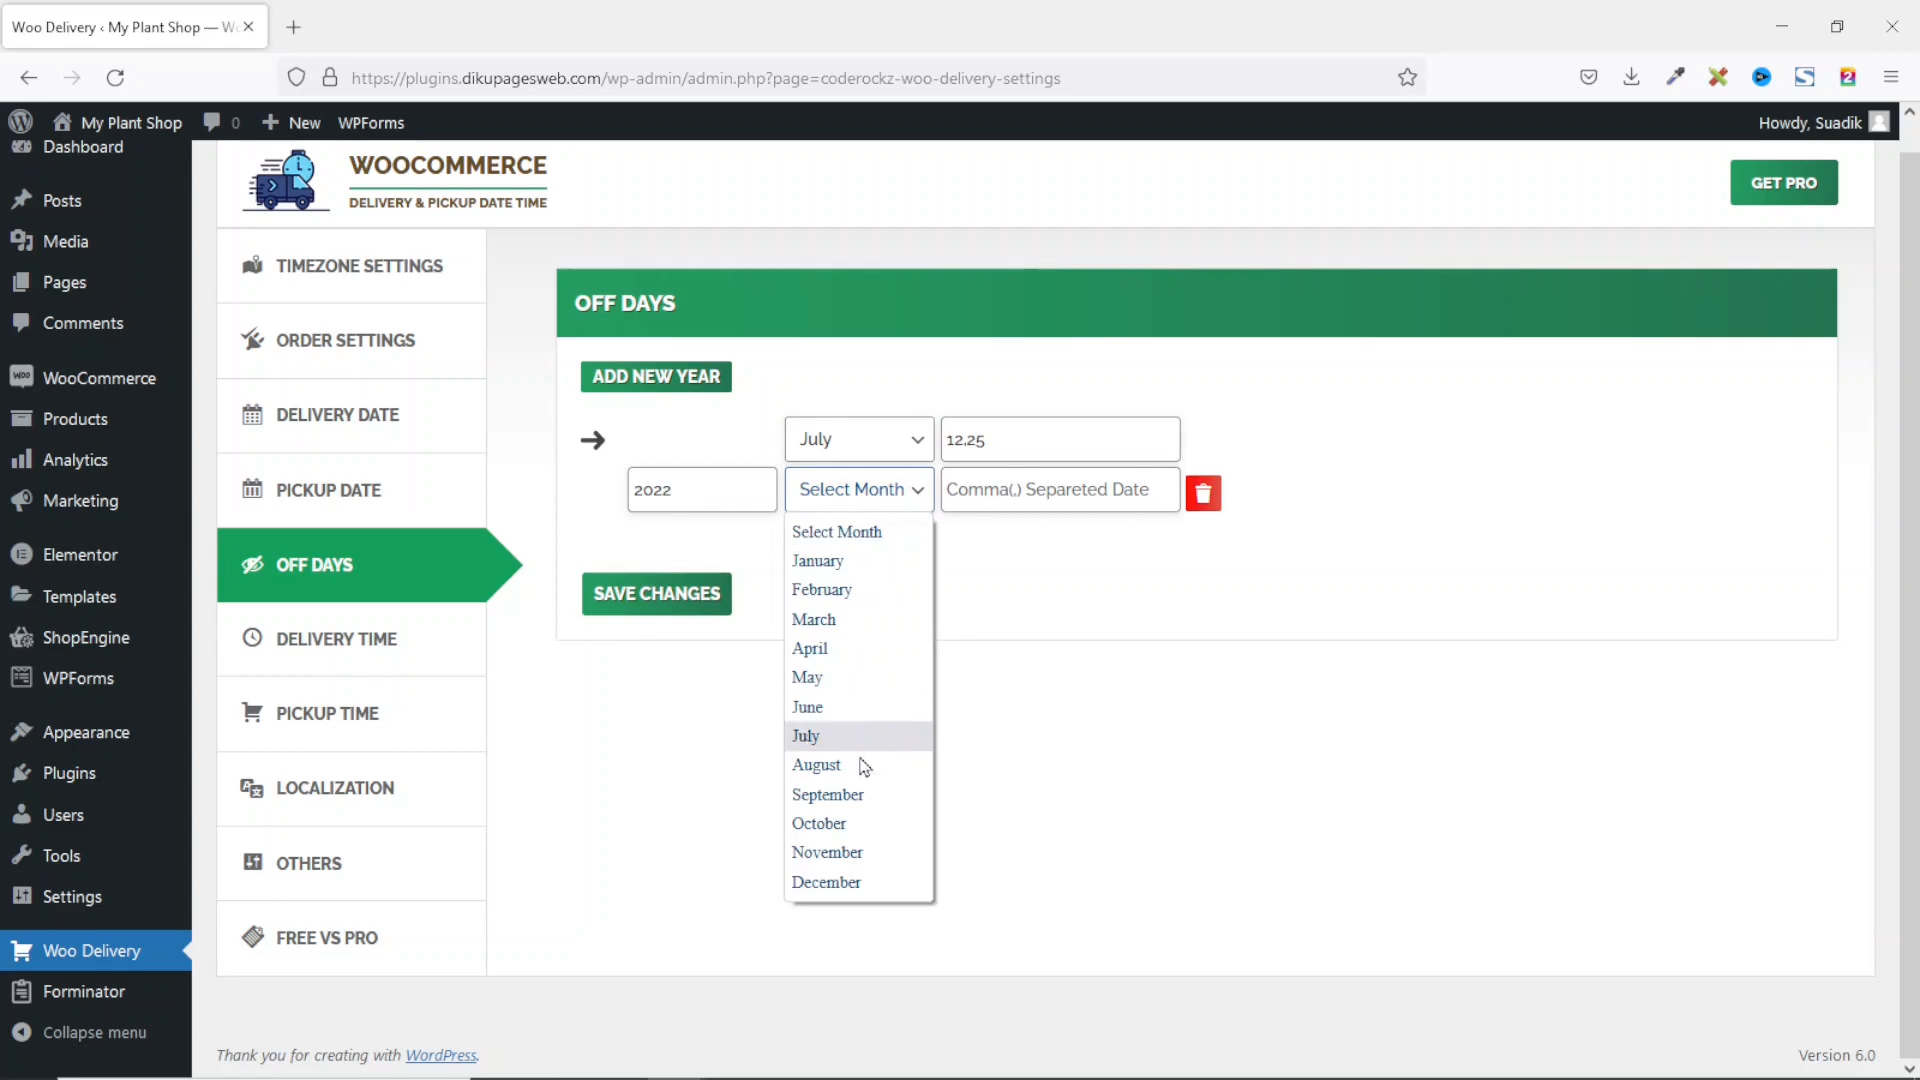 Woo Delivery ‹ My Plant Shop — W
https://plugins.dikupagesweb.com/wp-admin/admin.php?page=coderockz-woo-delivery-settings
2
My Plant Shop
0
New
WPForms
Howdy, Suadik
Dashboard
Posts
Media
Pages
Comments
WooCommerce
Products
Analytics
Marketing
Elementor
Templates
ShopEngine
WPForms
Appearance
Plugins
Users
Tools
Settings
Woo Delivery
Forminator
Collapse menu
WOOCOMMERCE
DELIVERY & PICKUP DATE TIME
GET PRO
TIMEZONE SETTINGS
ORDER SETTINGS
DELIVERY DATE
PICKUP DATE
OFF DAYS
DELIVERY TIME
PICKUP TIME
LOCALIZATION
OTHERS
FREE VS PRO
OFF DAYS
ADD NEW YEAR
July
12,25
2022
Select Month
Comma(,) Separeted Date
Select Month
January
February
March
April
May
June
July
August
September
October
November
December
SAVE CHANGES
Thank you for creating with WordPress.
Version 6.0